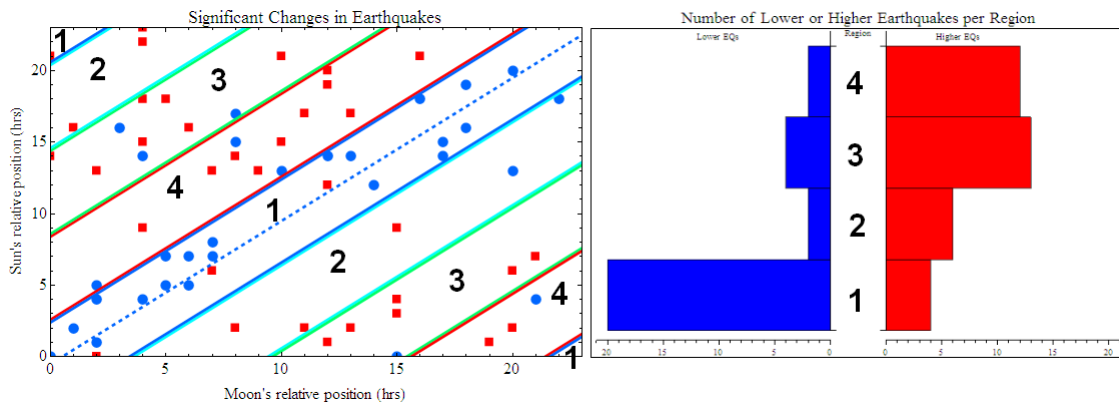 Significant Changes in Earthquakes
Sun's relative position (hrs)
20
15
10
5
0
1
2
3
4
1
2
3
4
1
0 5 10 15 20
Moon's relative position (hrs)
Number of Lower or Higher Earthquakes per Region
Lower EQs Region Higher EQs
4
3
2
1
20 15 10 5 0 0 5 10 15 20